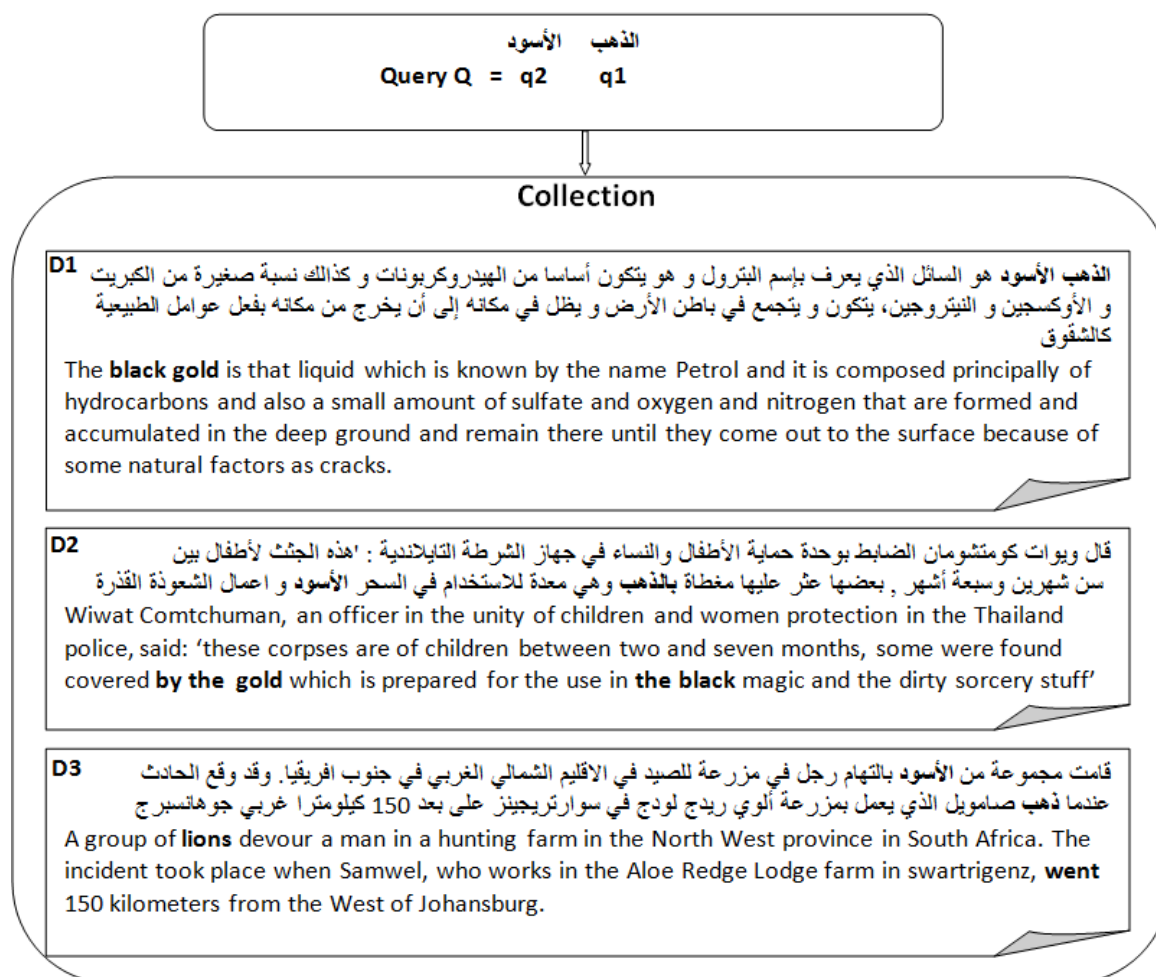 الذهب الأسود
Query Q = q2 q1
Collection
D1
الذهب الأسود هو السائل الذي يعرف بإسم البترول و هو يتكون أساسا من الهيدروكربونات و كذالك نسبة صغيرة من الكبريت
و الأوكسجين و النيتروجين، يتكون و يتجمع في باطن الأرض و يظل في مكانه إلى أن يخرج من مكانه بفعل عوامل الطبيعية
كالشقوق
The black gold is that liquid which is known by the name Petrol and it is composed principally of
hydrocarbons and also a small amount of sulfate and oxygen and nitrogen that are formed and
accumulated in the deep ground and remain there until they come out to the surface because of
some natural factors as cracks.
D2
قال ويوات كومتشومان الضابط بوحدة حماية الأطفال والنساء في جهاز الشرطة التايلاندية : 'هذه الجثث لأطفال بين
سن شهرين وسبعة أشهر , بعضها عثر عليها مغطاة بالذهب وهي معدة للاستخدام في السحر الأسود و اعمال الشعوذة القذرة
Wiwat Comtchuman, an officer in the unity of children and women protection in the Thailand
police, said: ‘these corpses are of children between two and seven months, some were found
covered by the gold which is prepared for the use in the black magic and the dirty sorcery stuff’
D3
قامت مجموعة من الأسود بالتهام رجل في مزرعة للصيد في الاقليم الشمالي الغربي في جنوب افريقيا. وقد وقع الحادث
عندما ذهب صامويل الذي يعمل بمزرعة ألوي ريدج لودج في سوارتريجينز على بعد 150 كيلومترا غربي جوهانسبرج
A group of lions devour a man in a hunting farm in the North West province in South Africa. The
incident took place when Samwel, who works in the Aloe Redge Lodge farm in swartrigenz, went
150 kilometers from the West of Johansburg.